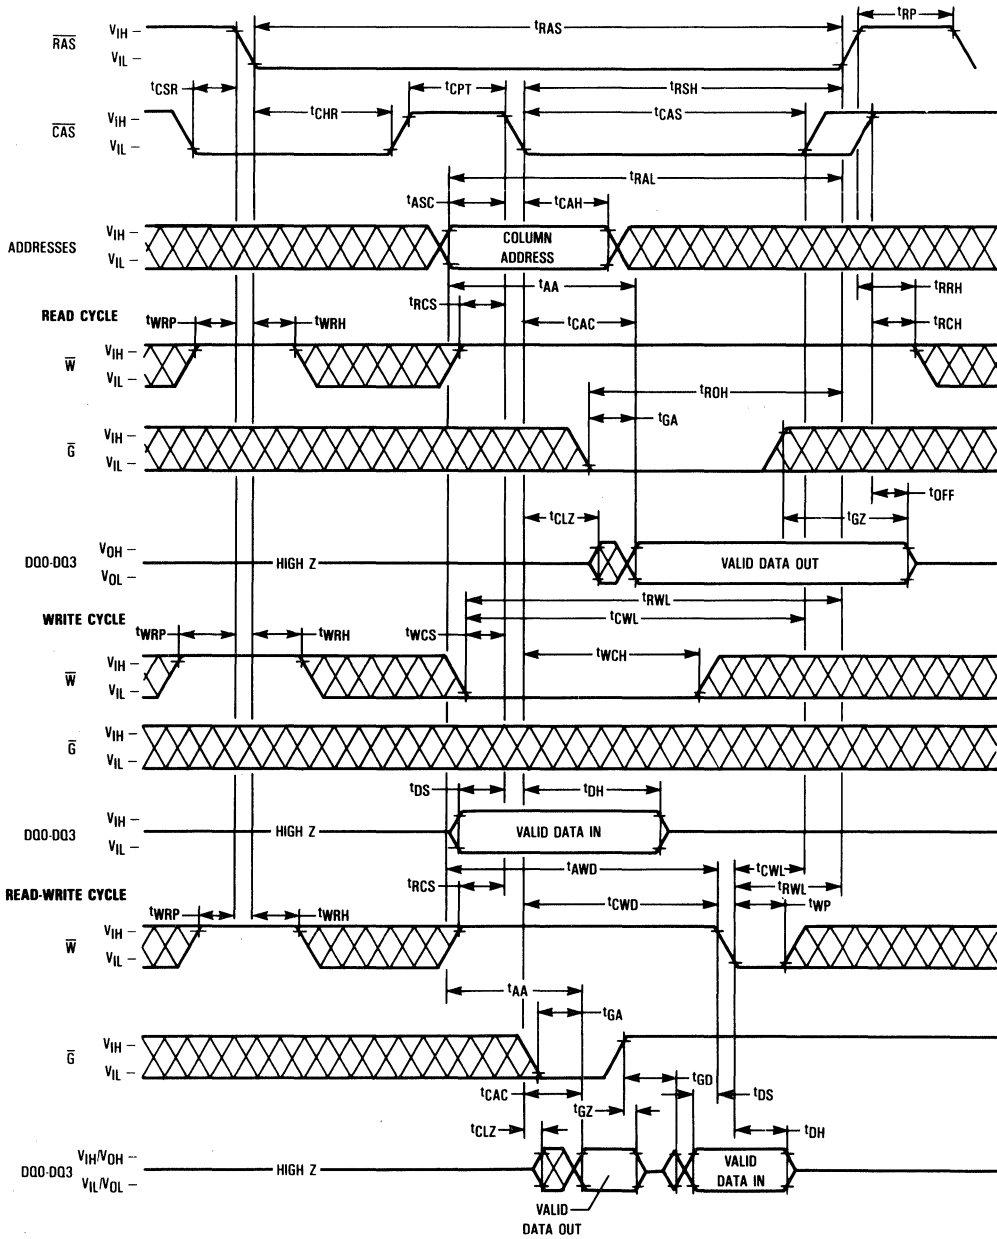 tRP
RAS
VIH
VIL
tRAS
tCSR
tCPT
tRSH
tCHR
tCAS
CAS
VIH
VIL
tRAL
tASC
tCAH
ADDRESSES
VIH
VIL
COLUMN
ADDRESS
tAA
tRRH
tRCS
READ CYCLE
tWRP
tWRH
tCAC
tRCH
W
VIH
VIL
tROH
tGA
G
VIH
VIL
tOFF
tCLZ
tGZ
DQ0-DQ3
VOH
VOL
HIGH Z
VALID DATA OUT
tRWL
WRITE CYCLE
tCWL
tWRP
tWRH
tWCS
tWCH
W
VIH
VIL
G
VIH
VIL
tDS
tDH
DQ0-DQ3
VIH
VIL
HIGH Z
VALID DATA IN
tAWD
tCWL
READ-WRITE CYCLE
tRCS
tRWL
tWRP
tWRH
tCWD
tWP
W
VIH
VIL
tAA
tGA
G
VIH
VIL
tGD
tCAC
tDS
tGZ
tCLZ
tDH
DQ0-DQ3
VIH/VOH
VIL/VOL
HIGH Z
VALID
DATA IN
VALID
DATA OUT